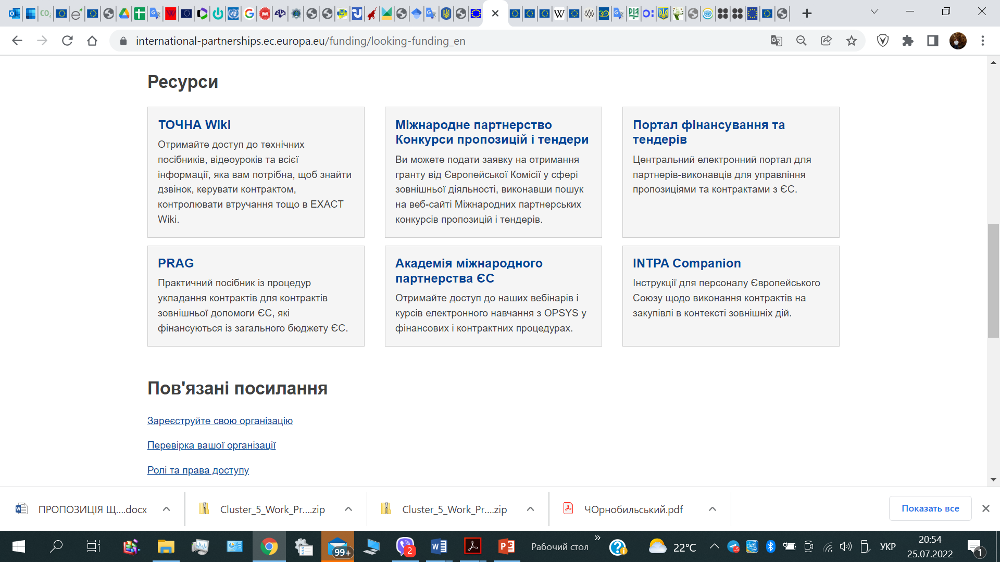 international-partnerships.ec.europa.eu/funding/looking-funding_en
Ресурси
ТОЧНА Wiki
Отримайте доступ до технічних
посібників, відеоуроків та всієї
інформації, яка вам потрібна, щоб знайти
дзвінок, керувати контрактом,
контролювати втручання тощо в EXACT
Wiki.
Міжнародне партнерство
Конкурси пропозицій і тендери
Ви можете подати заявку на отримання
гранту від Європейської Комісії у сфері
зовнішньої діяльності, виконавши пошук
на веб-сайті Міжнародних партнерських
конкурсів пропозицій і тендерів.
Портал фінансування та
тендерів
Центральний електронний портал для
партнерів-виконавців для управління
пропозиціями та контрактами з ЄС.
PRAG
Практичний посібник із процедур
укладання контрактів для контрактів
зовнішньої допомоги ЄС, які
фінансуються із загального бюджету ЄС.
Академія міжнародного
партнерства ЄС
Отримайте доступ до наших вебінарів і
курсів електронного навчання з OPSYS у
фінансових і контрактних процедурах.
INTPA Companion
Інструкції для персоналу Європейського
Союзу щодо виконання контрактів на
закупівлі в контексті зовнішніх дій.
Пов'язані посилання
Зареєструйте свою організацію
Перевірка вашої організації
Ролі та права доступу
ПРОПОЗИЦІЯ Щ....docx
Cluster_5_Work_Pr....zip
Cluster_5_Work_Pr....zip
ЧОрнобильський.pdf
Показать все
99+
2
Рабочий стол
22°C
УКР
20:54
25.07.2022
1